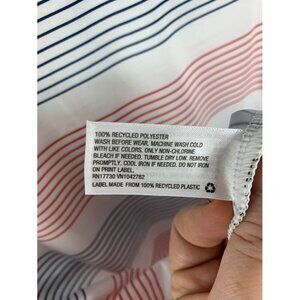 100% RECYCLED POLYESTER
WASH BEFORE WEAR. MACHINE WASH COLD
WITH LIKE COLORS. ONLY NON-CHLORINE
BLEACH IF NEEDED. TUMBLE DRY LOW. REMOVE
PROMPTLY. COOL IRON IF NEEDED. DO NOT IRON
ON PRINT LABEL.
RN17730 VN1042762
LABEL MADE FROM 100% RECYCLED PLASTIC